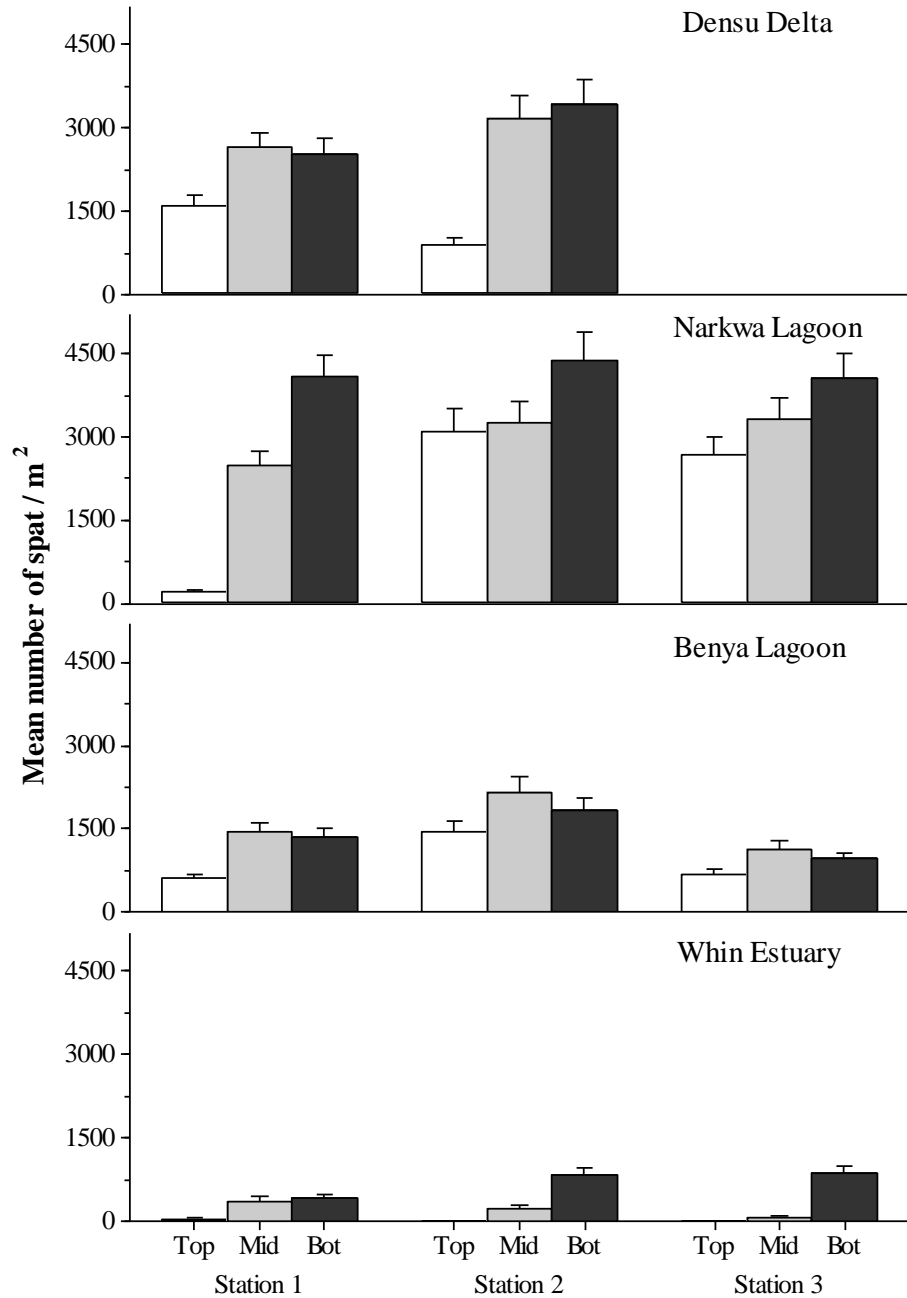 Densu Delta
4500
3000
1500
0
Narkwa Lagoon
4500
3000
1500
0
Benya Lagoon
4500
3000
1500
0
Whin Estuary
4500
3000
1500
0
Mean number of spat / m²
Top Mid Bot Top Mid Bot Top Mid Bot
Station 1 Station 2 Station 3